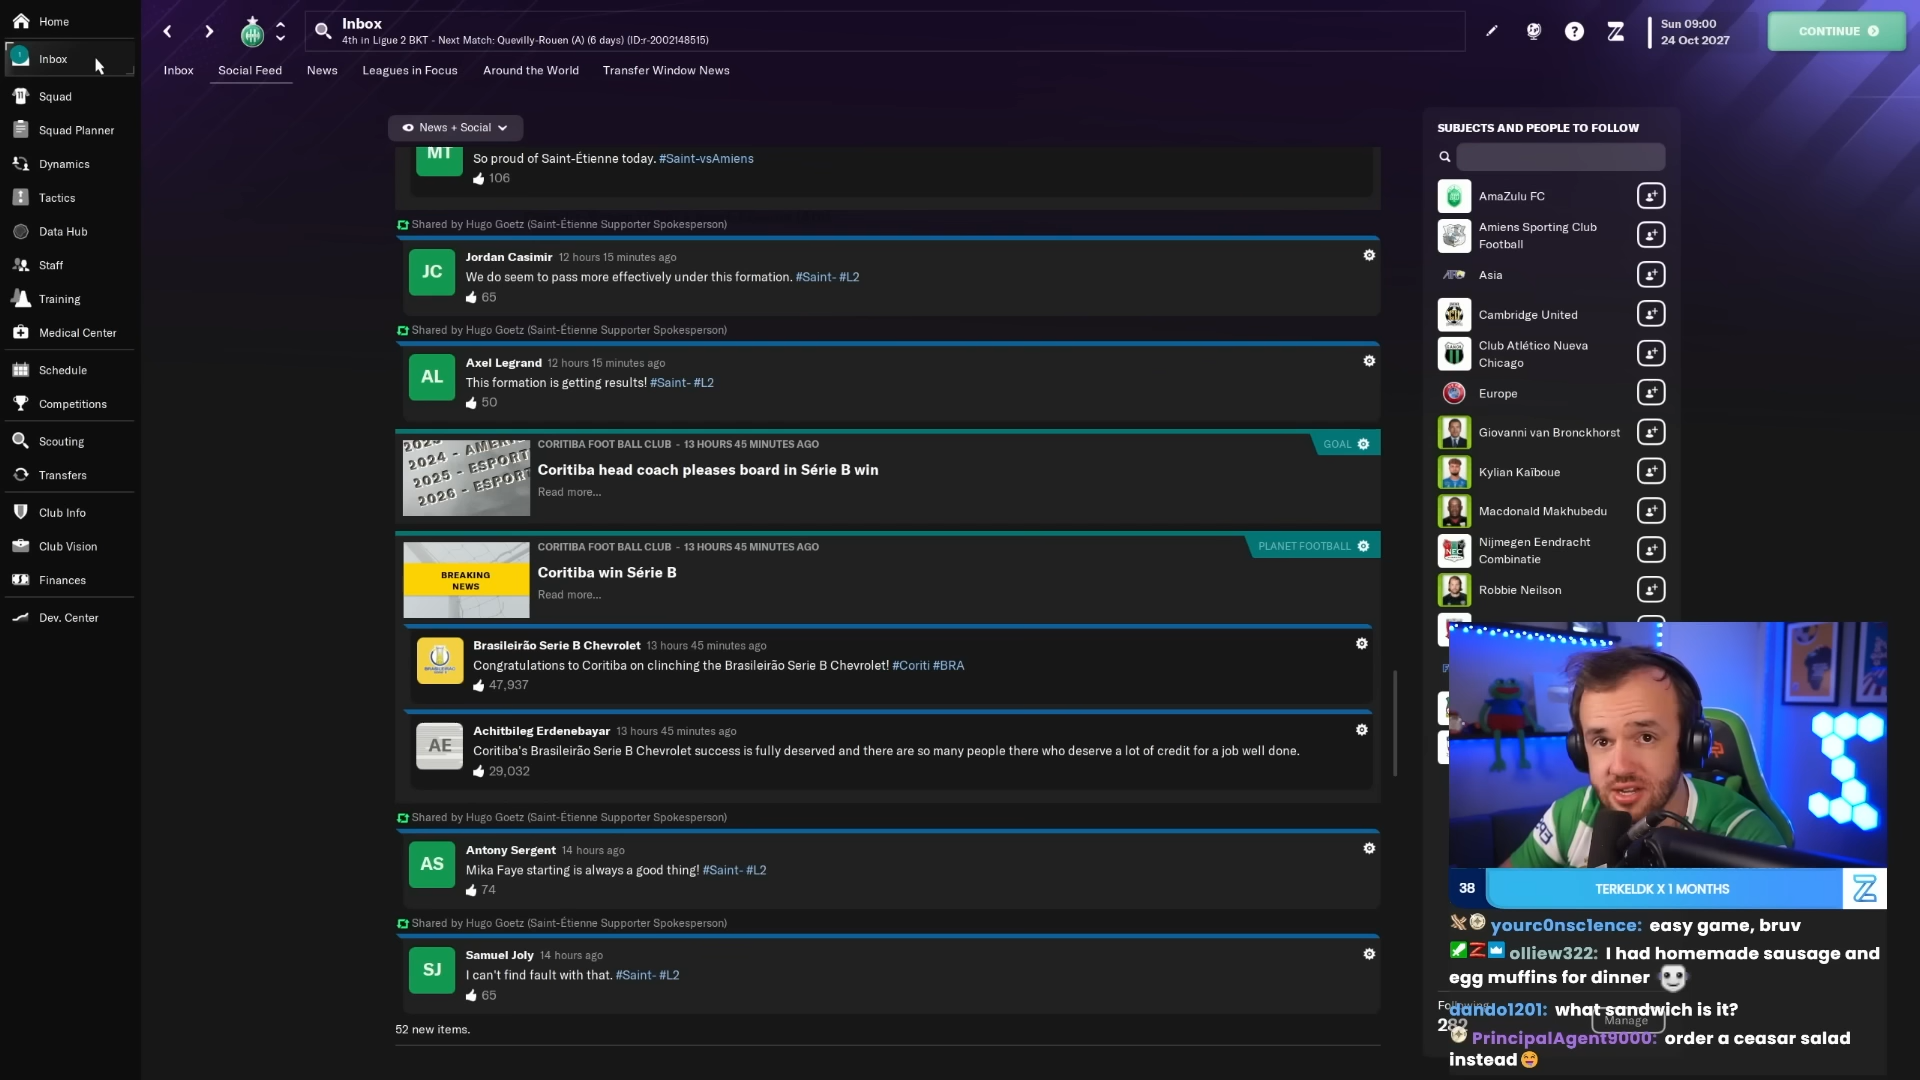 Home
Inbox
Squad
Squad Planner
Dynamics
Tactics
Data Hub
Staff
Training
Medical Center
Schedule
Competitions
Scouting
Transfers
Club Info
Club Vision
Finances
Dev. Center
Inbox
4th in Ligue 2 BKT - Next Match: Quevilly-Rouen (A) (6 days) (ID:r-2002148515)
Sun 09:00
24 Oct 2027
CONTINUE
Inbox Social Feed News Leagues in Focus Around the World Transfer Window News
News + Social
MT
So proud of Saint-Étienne today. #Saint-vsAmiens
106
Shared by Hugo Goetz (Saint-Étienne Supporter Spokesperson)
JC
Jordan Casimir 12 hours 15 minutes ago
We do seem to pass more effectively under this formation. #Saint- #L2
65
Shared by Hugo Goetz (Saint-Étienne Supporter Spokesperson)
AL
Axel Legrand 12 hours 15 minutes ago
This formation is getting results! #Saint- #L2
50
2024 - AMERI
2025 - ESPORT
2026 - ESPORT
CORITIBA FOOT BALL CLUB - 13 HOURS 45 MINUTES AGO
GOAL
Coritiba head coach pleases board in Série B win
Read more...
BREAKING
NEWS
CORITIBA FOOT BALL CLUB - 13 HOURS 45 MINUTES AGO
PLANET FOOTBALL
Coritiba win Série B
Read more...
Brasileirão Serie B Chevrolet 13 hours 45 minutes ago
Congratulations to Coritiba on clinching the Brasileirão Serie B Chevrolet! #Coriti #BRA
47,937
AE
Achitbileg Erdenebayar 13 hours 45 minutes ago
Coritiba's Brasileirão Serie B Chevrolet success is fully deserved and there are so many people there who deserve a lot of credit for a job well done.
29,032
Shared by Hugo Goetz (Saint-Étienne Supporter Spokesperson)
AS
Antony Sergent 14 hours ago
Mika Faye starting is always a good thing! #Saint- #L2
74
Shared by Hugo Goetz (Saint-Étienne Supporter Spokesperson)
SJ
Samuel Joly 14 hours ago
I can't find fault with that. #Saint- #L2
65
52 new items.
SUBJECTS AND PEOPLE TO FOLLOW
AmaZulu FC
Amiens Sporting Club
Football
Asia
Cambridge United
Club Atlético Nueva
Chicago
Europe
Giovanni van Bronckhorst
Kylian Kaïboue
Macdonald Makhubedu
Nijmegen Eendracht
Combinatie
Robbie Neilson
38 TERKELDK X 1 MONTHS
yourc0nsc1ence: easy game, bruv
olliew322: I had homemade sausage and
egg muffins for dinner
dando1201: what sandwich is it?
Manage
PrincipalAgent9000: order a ceasar salad
instead